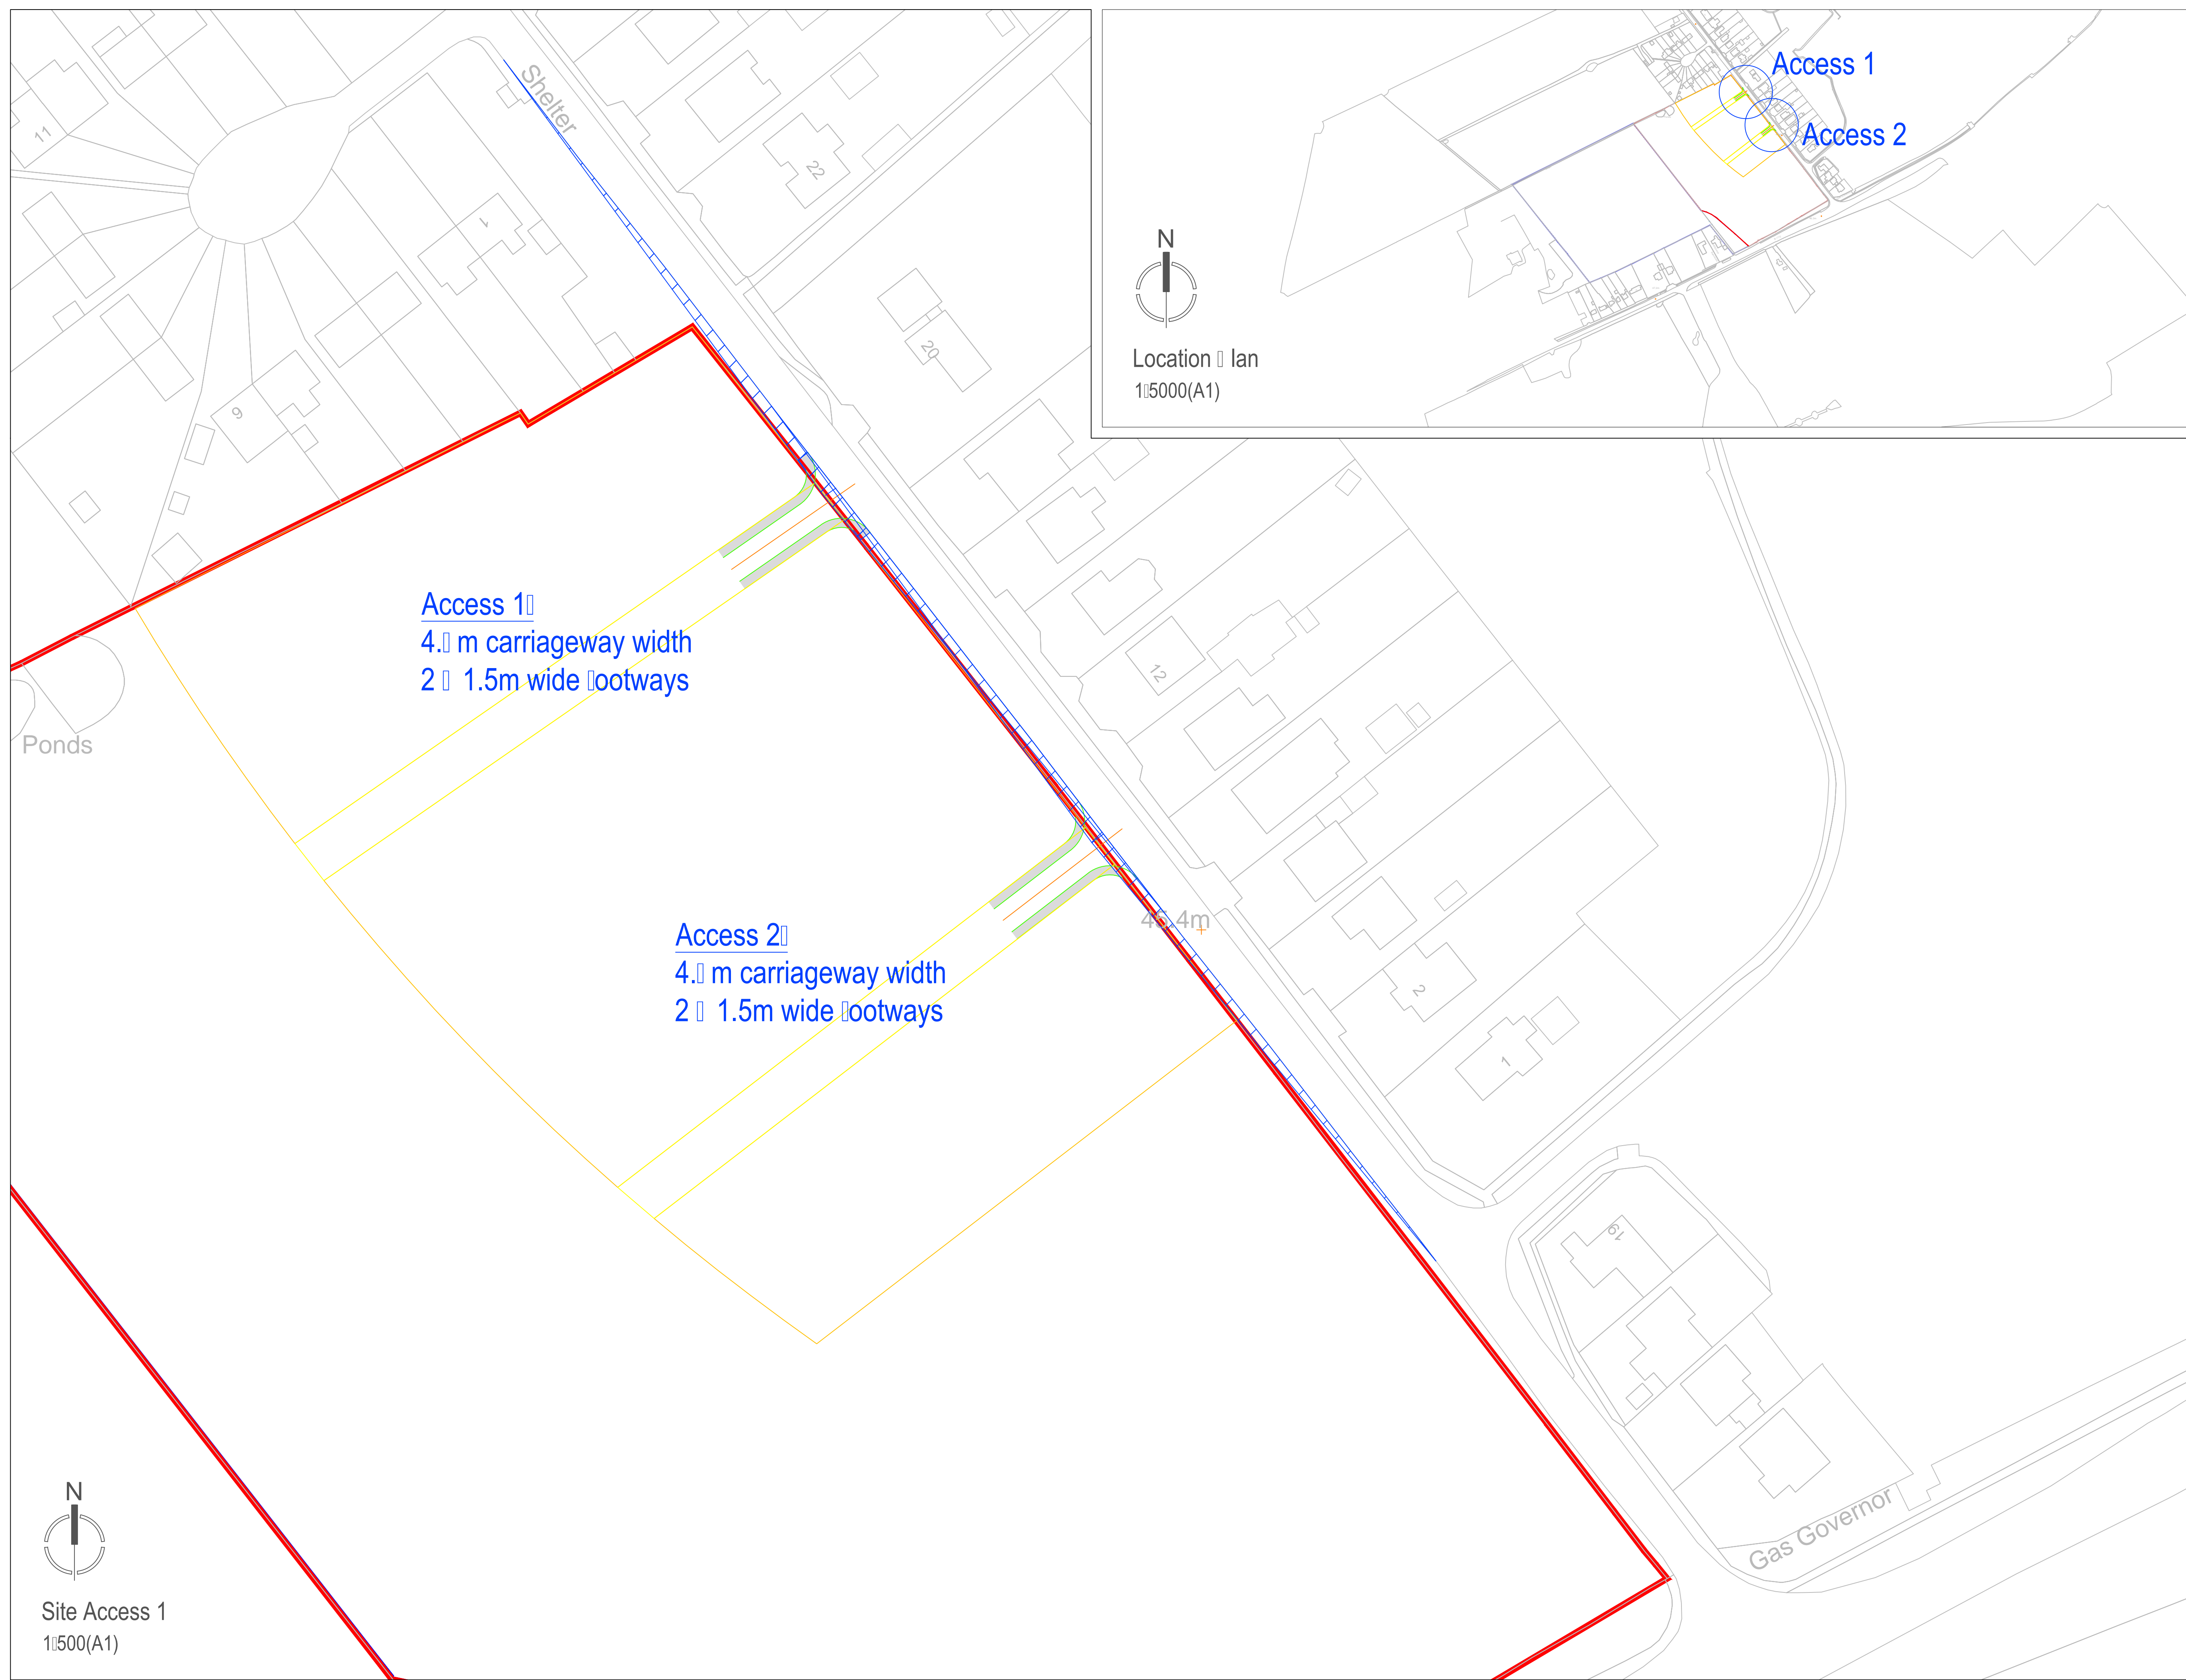 Shelter
11
22
1
20
9
12
2
1
19
Access 1
Access 2
N
Location ▯ lan
1▯5000(A1)
Access 1▯
4.▯ m carriageway width
2 ▯ 1.5m wide ▯ootways
Ponds
Access 2▯
4.▯ m carriageway width
2 ▯ 1.5m wide ▯ootways
45.4m
Gas Governor
N
Site Access 1
1▯500(A1)